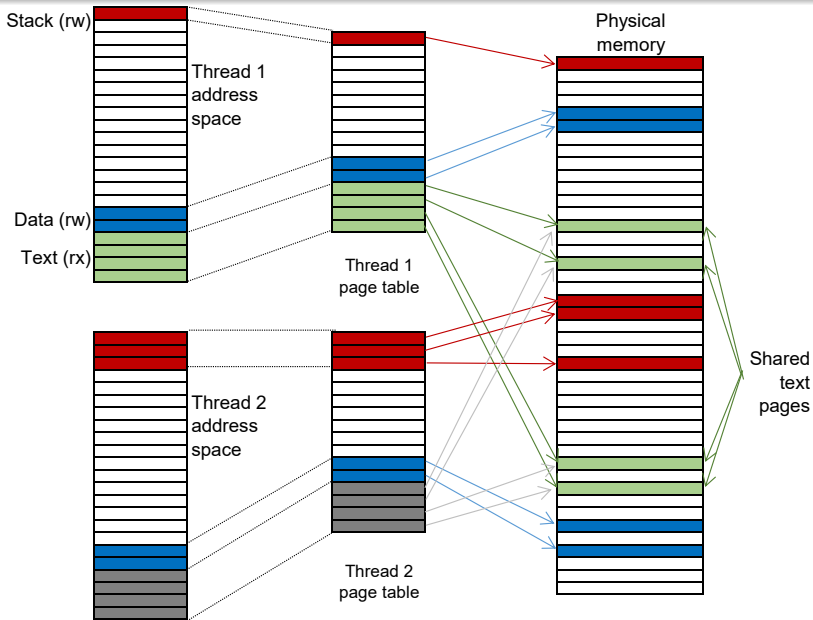 Stack (rw)
Thread 1
address
space
Data (rw)
Text (rx)
Thread 1
page table
Physical
memory
Thread 2
address
space
Thread 2
page table
Shared
text
pages